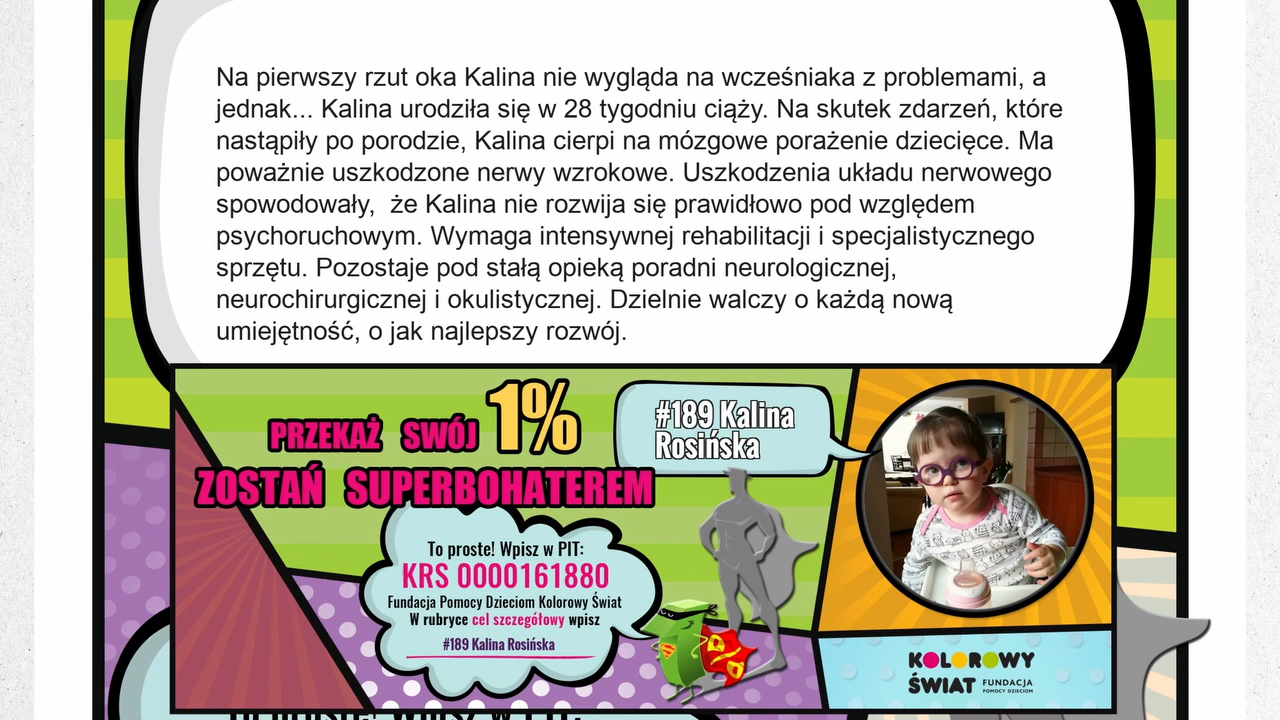 Na pierwszy rzut oka Kalina nie wygląda na wcześniaka z problemami, a
jednak... Kalina urodziła się w 28 tygodniu ciąży. Na skutek zdarzeń, które
nastąpiły po porodzie, Kalina cierpi na mózgowe porażenie dziecięce. Ma
poważnie uszkodzone nerwy wzrokowe. Uszkodzenia układu nerwowego
spowodowały,  że Kalina nie rozwija się prawidłowo pod względem
psychoruchowym. Wymaga intensywnej rehabilitacji i specjalistycznego
sprzętu. Pozostaje pod stałą opieką poradni neurologicznej,
neurochirurgicznej i okulistycznej. Dzielnie walczy o każdą nową
umiejętność, o jak najlepszy rozwój.
PRZEKAŻ SWÓJ 1%
ZOSTAŃ SUPERBOHATEREM
#189 Kalina
Rosińska
To proste! Wpisz w PIT:
KRS 0000161880
Fundacja Pomocy Dzieciom Kolorowy Świat
W rubryce cel szczegółowy wpisz
#189 Kalina Rosińska
KOLOROWY
ŚWIAT FUNDACJA
POMOCY DZIECIOM